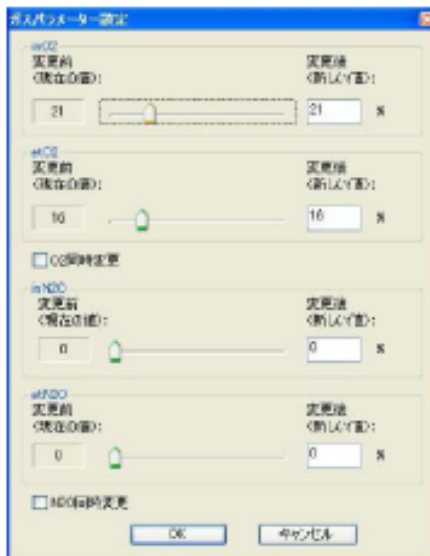 ガスパラメーター設定
inO2
変更前
(現在の値):
変更後
(新しい値):
21
21
%
etO2
変更前
(現在の値):
変更後
(新しい値):
16
16
%
O2同時変更
inN2O
変更前
(現在の値):
変更後
(新しい値):
0
0
%
etN2O
変更前
(現在の値):
変更後
(新しい値):
0
0
%
N2O同時変更
OK
キャンセル